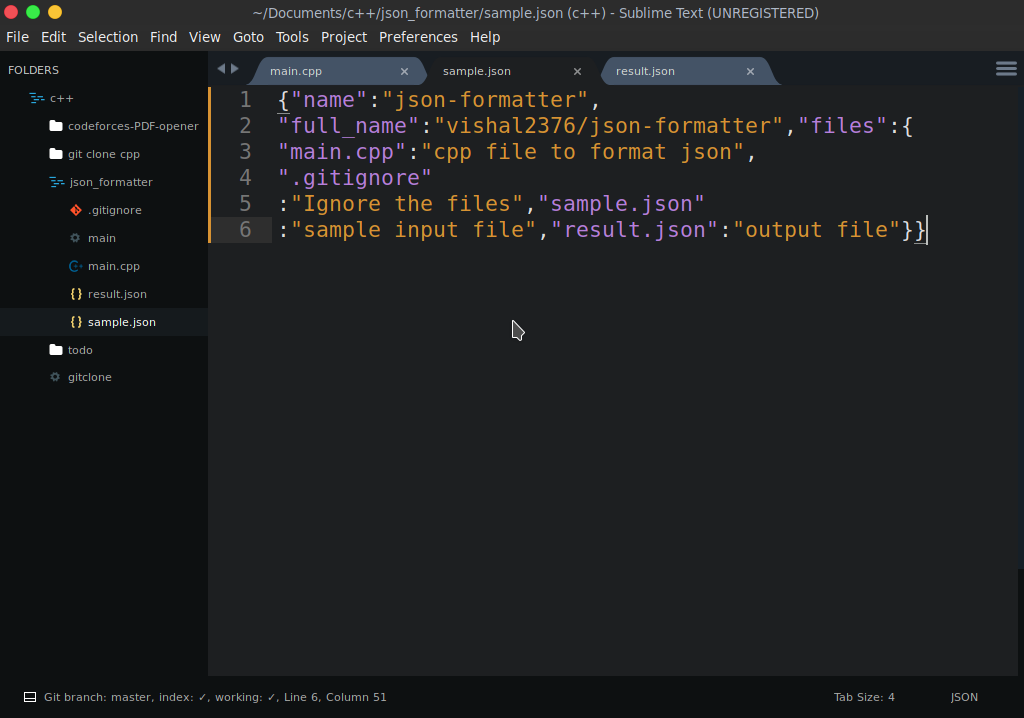 ~/Documents/c++/json_formatter/sample.json (c++) - Sublime Text (UNREGISTERED)
File Edit Selection Find View Goto Tools Project Preferences Help
FOLDERS
c++
codeforces-PDF-opener
git clone cpp
json_formatter
.gitignore
main
main.cpp
result.json
sample.json
todo
gitclone
main.cpp × sample.json × result.json ×
1 {"name":"json-formatter",
2 "full_name":"vishal2376/json-formatter","files":{
3 "main.cpp":"cpp file to format json",
4 ".gitignore"
5 :"Ignore the files","sample.json"
6 :"sample input file","result.json":"output file"}}
Git branch: master, index: ✓, working: ✓, Line 6, Column 51 Tab Size: 4 JSON